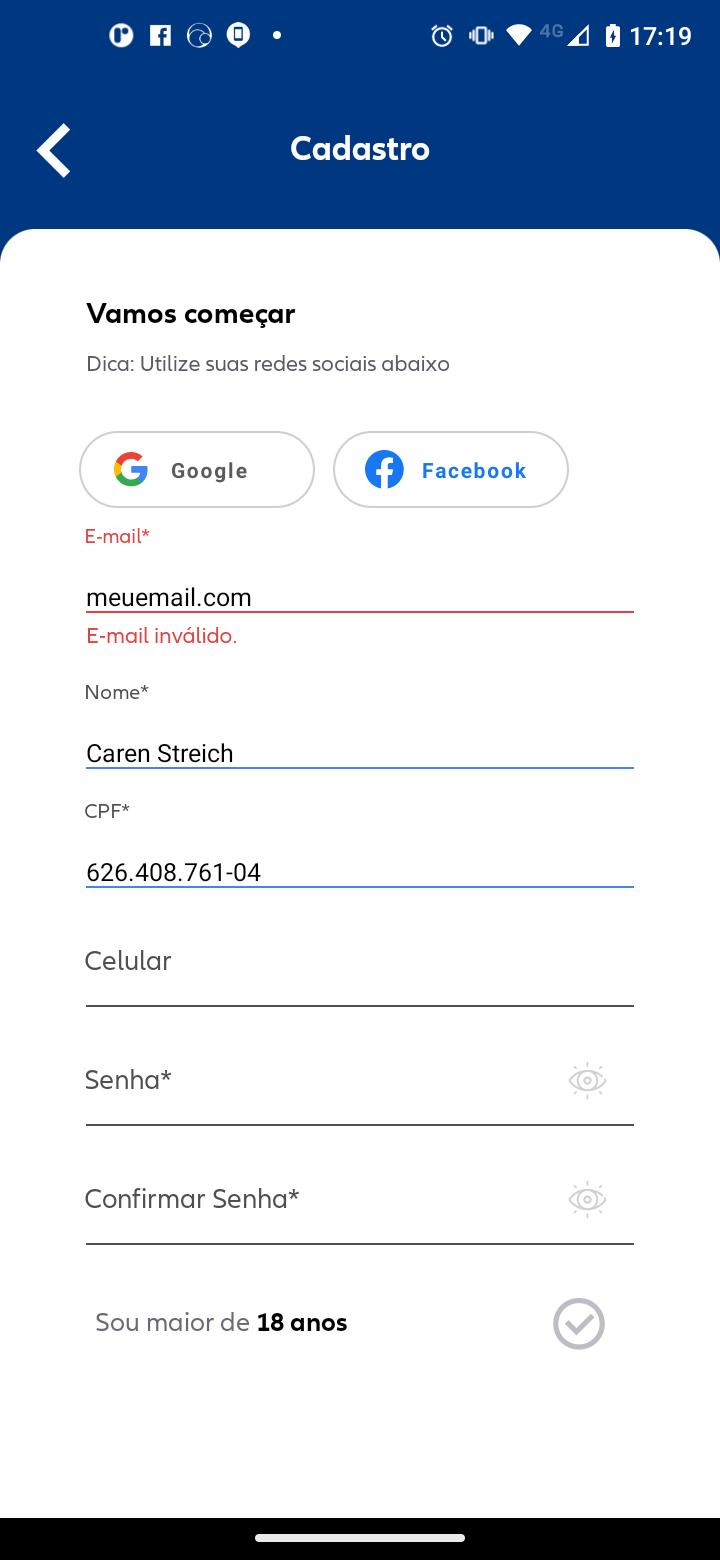 4G 17:19
Cadastro
Vamos começar
Dica: Utilize suas redes sociais abaixo
Google Facebook
E-mail*
meuemail.com
E-mail inválido.
Nome*
Caren Streich
CPF*
626.408.761-04
Celular
Senha*
Confirmar Senha*
Sou maior de 18 anos